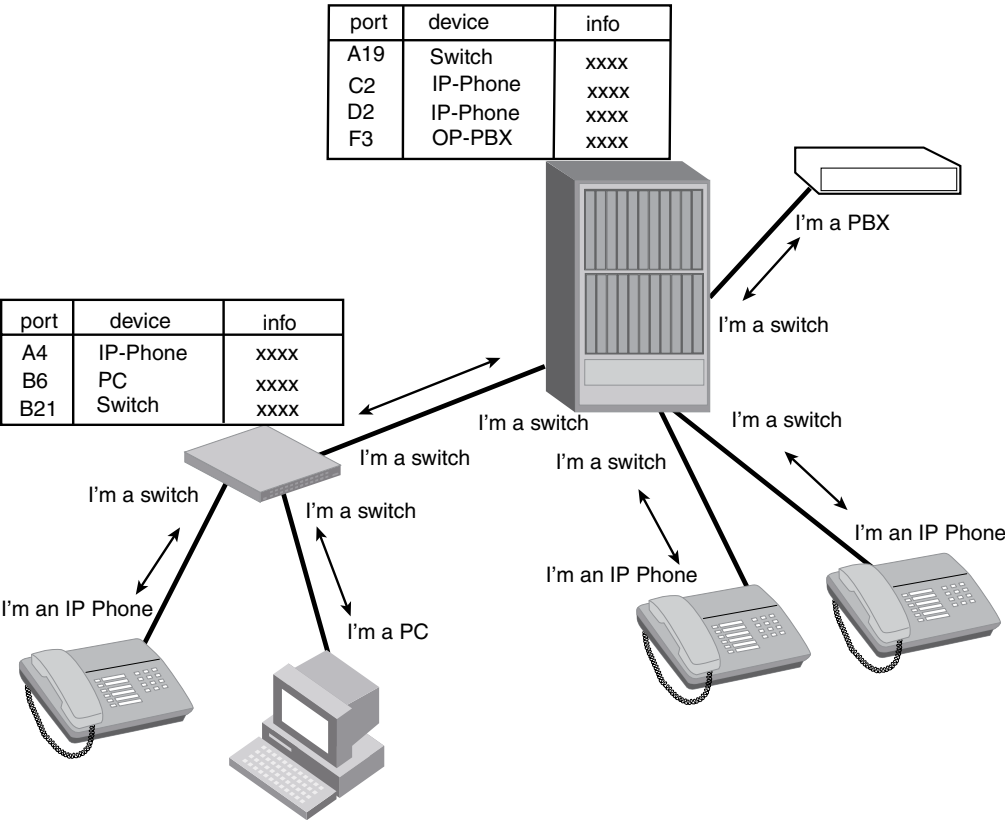 port device info
A19 Switch xxxx
C2 IP-Phone xxxx
D2 IP-Phone xxxx
F3 OP-PBX xxxx
I'm a PBX
I'm a switch
port device info
A4 IP-Phone xxxx
B6 PC xxxx
B21 Switch xxxx
I'm a switch
I'm a switch
I'm a switch
I'm a switch
I'm a switch
I'm a switch
I'm an IP Phone
I'm an IP Phone
I'm an IP Phone
I'm a PC